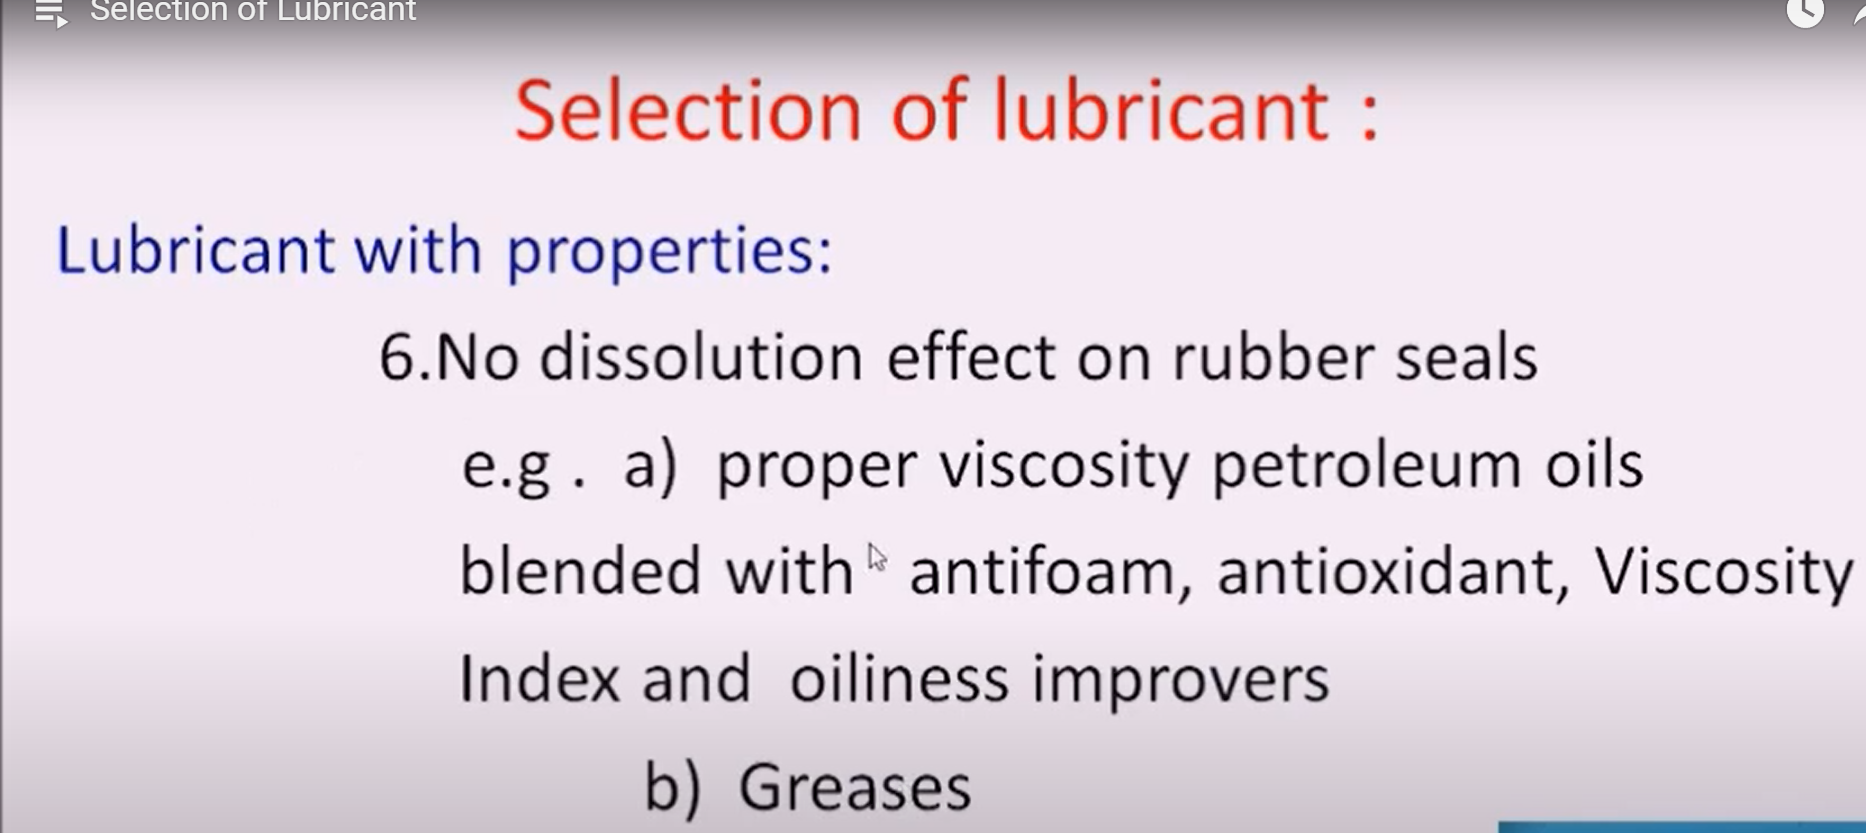 Selection of Lubricant
Selection of lubricant :
Lubricant with properties:
6.No dissolution effect on rubber seals
e.g . a) proper viscosity petroleum oils
blended with antifoam, antioxidant, Viscosity
Index and oiliness improvers
b) Greases